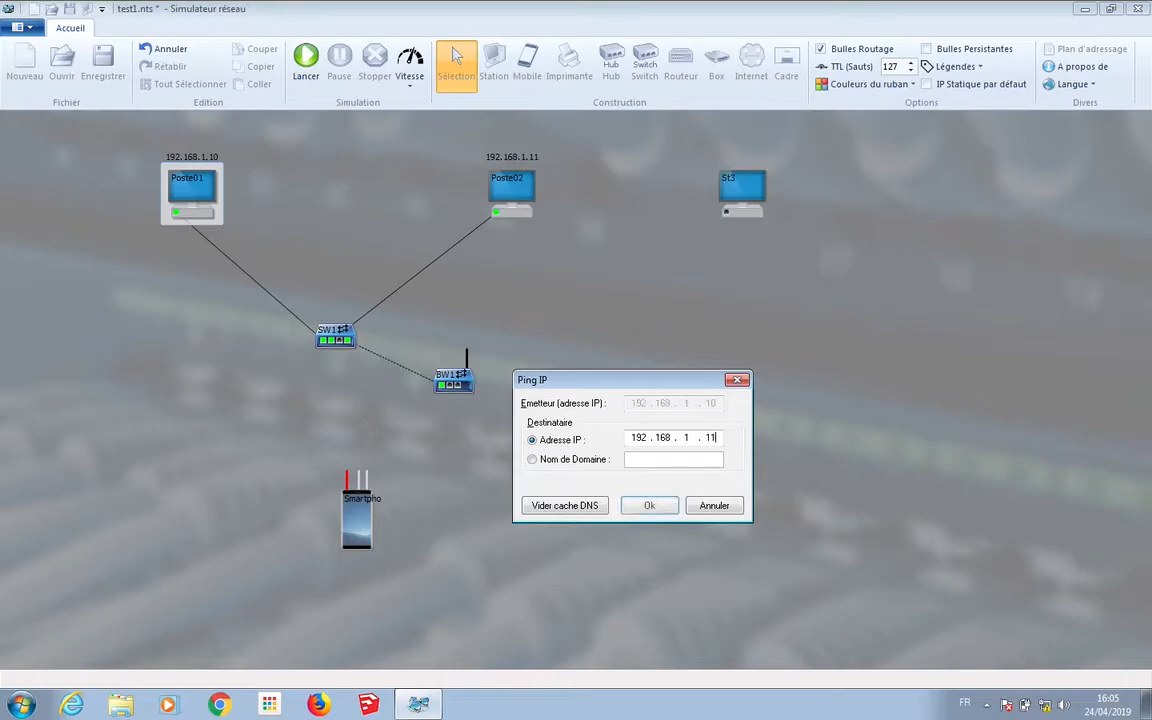 test1.nts * - Simulateur réseau
Accueil
Nouveau
Ouvrir
Enregistrer
Fichier
Annuler
Rétablir
Tout Sélectionner
Couper
Copier
Coller
Edition
Lancer
Pause
Stopper
Vitesse
Simulation
Sélection
Station
Mobile
Imprimante
Hub
Hub
Switch
Switch
Routeur
Box
Internet
Cadre
Construction
Bulles Routage
Bulles Persistantes
TTL (Sauts)
127
Légendes
Couleurs du ruban
IP Statique par défaut
Options
Plan d'adressage
A propos de
Langue
Divers
192.168.1.10
Poste01
192.168.1.11
Poste02
St3
SW1
BW1
Smartpho
Ping IP
Emetteur (adresse IP) :
192 . 168 . 1 . 10
Destinataire
Adresse IP :
192 . 168 . 1 . 11
Nom de Domaine :
Vider cache DNS
Ok
Annuler
FR
16:05
24/04/2019